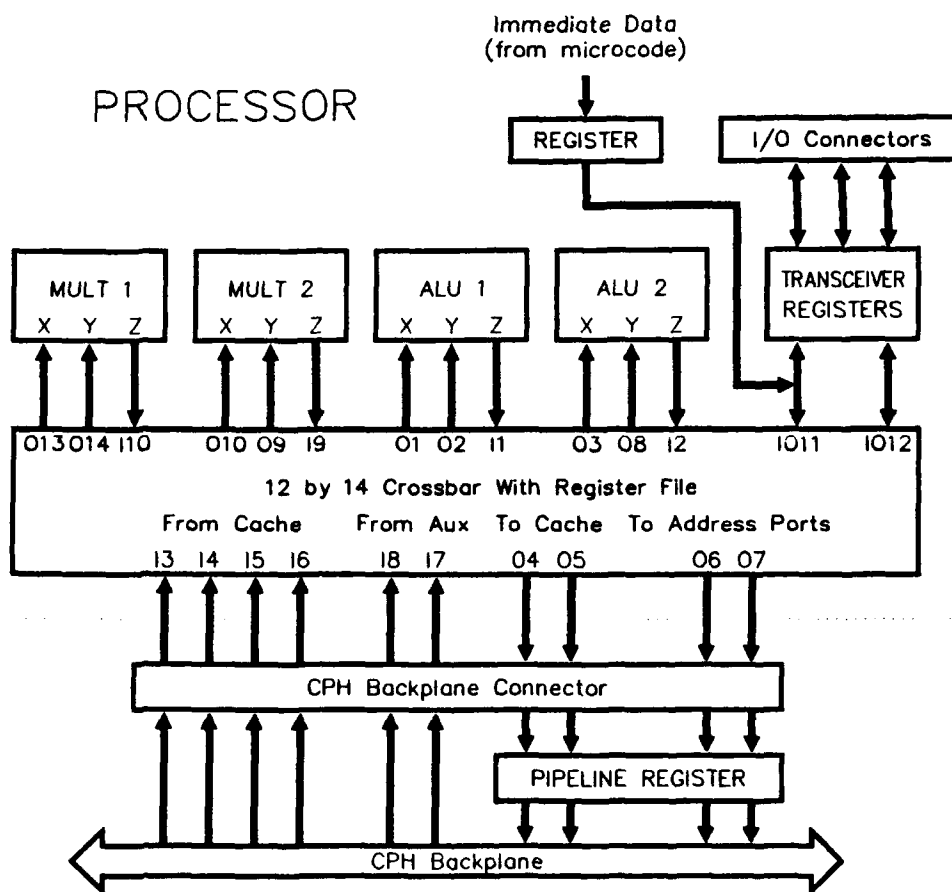 Immediate Data
(from microcode)
PROCESSOR
REGISTER
I/O Connectors
MULT 1
X Y Z
MULT 2
X Y Z
ALU 1
X Y Z
ALU 2
X Y Z
TRANSCEIVER
REGISTERS
O13 O14 I10 O10 O9 I9 O1 O2 I1 O3 O8 I2 IO11 IO12
12 by 14 Crossbar With Register File
From Cache From Aux To Cache To Address Ports
I3 I4 I5 I6 I8 I7 O4 O5 O6 O7
CPH Backplane Connector
PIPELINE REGISTER
CPH Backplane